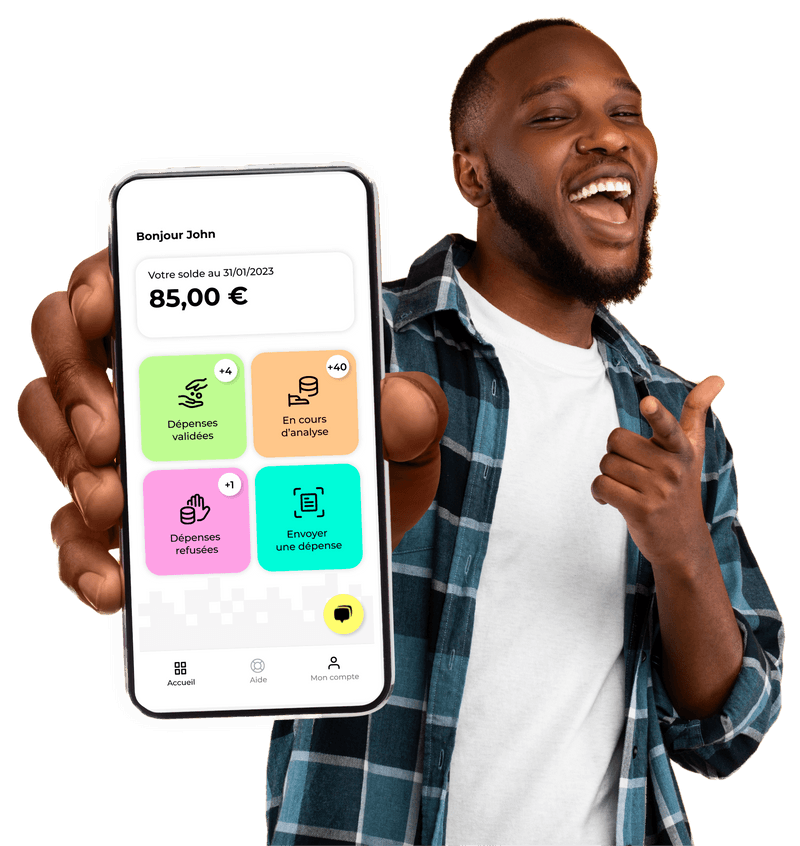 Bonjour John
Votre solde au 31/01/2023
85,00 €
+4
Dépenses
validées
+40
En cours
d'analyse
+1
Dépenses
refusées
Envoyer
une dépense
Accueil
Aide
Mon compte